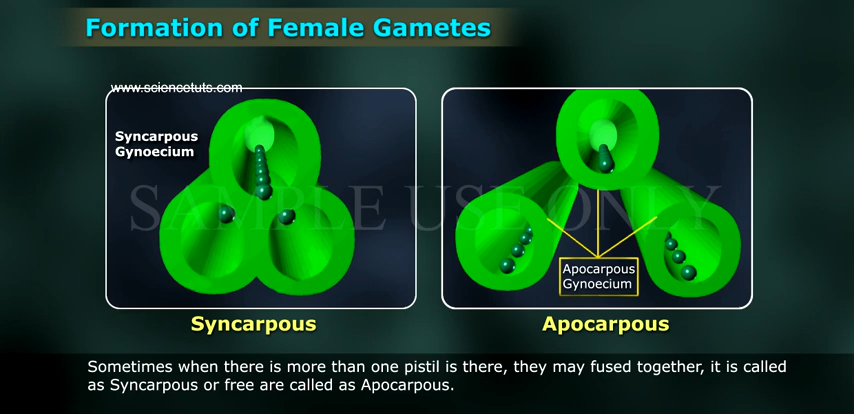 Formation of Female Gametes
www.sciencetuts.com
Syncarpous
Gynoecium
SAMPLE USE ONLY
Apocarpous
Gynoecium
Syncarpous
Apocarpous
Sometimes when there is more than one pistil is there, they may fused together, it is called
as Syncarpous or free are called as Apocarpous.